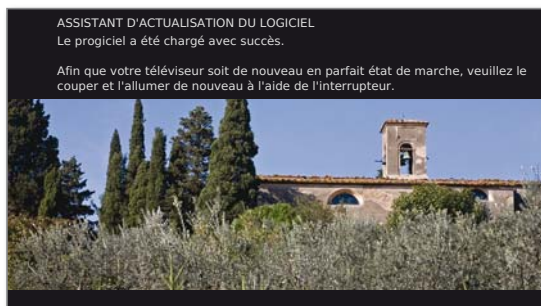 ASSISTANT D'ACTUALISATION DU LOGICIEL
Le progiciel a été chargé avec succès.
Afin que votre téléviseur soit de nouveau en parfait état de marche, veuillez le
couper et l'allumer de nouveau à l'aide de l'interrupteur.